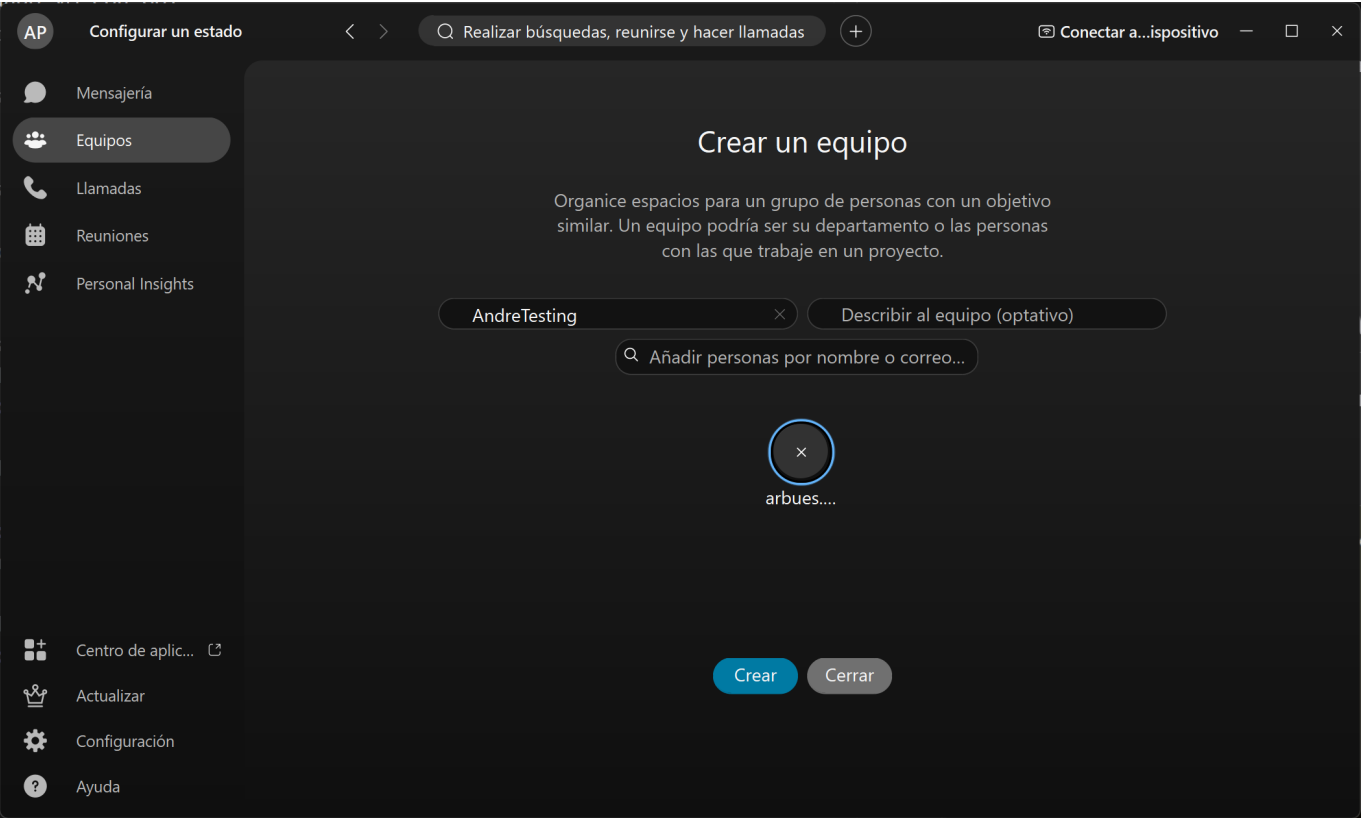 AP
Configurar un estado
Realizar búsquedas, reunirse y hacer llamadas
Conectar a...ispositivo
Mensajería
Equipos
Llamadas
Reuniones
Personal Insights
Crear un equipo
Organice espacios para un grupo de personas con un objetivo
similar. Un equipo podría ser su departamento o las personas
con las que trabaje en un proyecto.
AndreTesting
Describir al equipo (optativo)
Añadir personas por nombre o correo...
arbues....
Crear
Cerrar
Centro de aplic...
Actualizar
Configuración
Ayuda